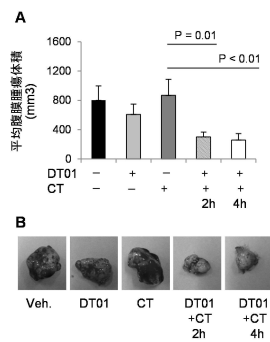 A
P = 0.01
P < 0.01
平均腹膜腫瘍体積
(mm3)
1600
1200
800
400
0
DT01 − + − + +
CT − − + + +
2h 4h
B
Veh. DT01 CT DT01 DT01
+CT +CT
2h 4h